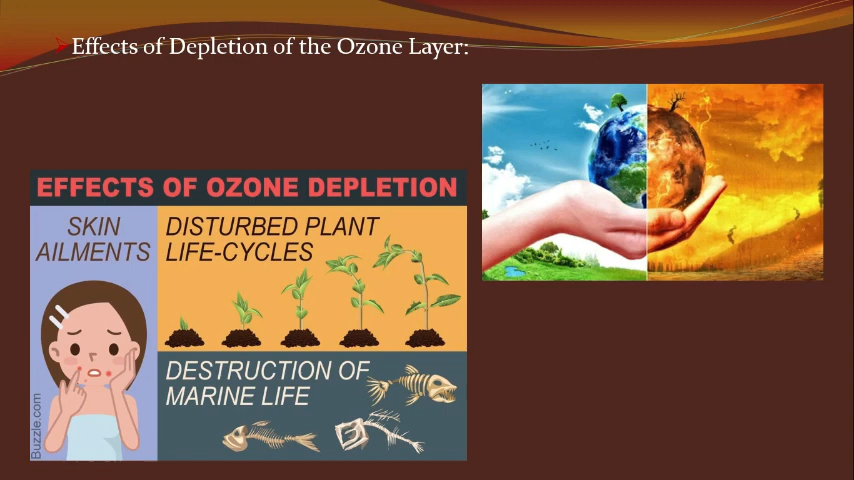 Effects of Depletion of the Ozone Layer:
EFFECTS OF OZONE DEPLETION
SKIN
AILMENTS
DISTURBED PLANT
LIFE-CYCLES
DESTRUCTION OF
MARINE LIFE
Buzzle.com